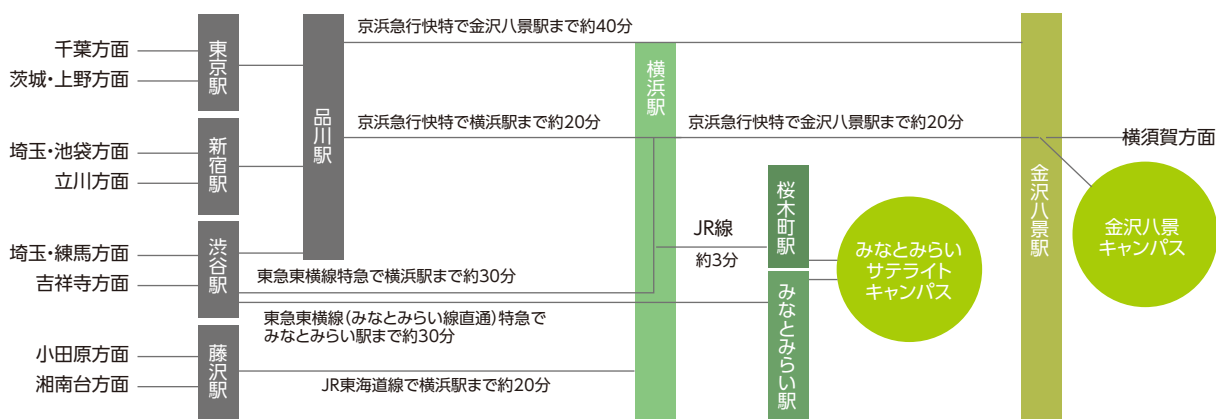 千葉方面
茨城・上野方面
埼玉・池袋方面
立川方面
埼玉・練馬方面
吉祥寺方面
小田原方面
湘南台方面
東京駅
新宿駅
渋谷駅
藤沢駅
品川駅
京浜急行快特で金沢八景駅まで約40分
京浜急行快特で横浜駅まで約20分
東急東横線特急で横浜駅まで約30分
東急東横線（みなとみらい線直通）特急で
みなとみらい駅まで約30分
JR東海道線で横浜駅まで約20分
横浜駅
京浜急行快特で金沢八景駅まで約20分
JR線
約3分
桜木町駅
みなとみらい駅
みなとみらい
サテライト
キャンパス
金沢八景駅
横須賀方面
金沢八景
キャンパス